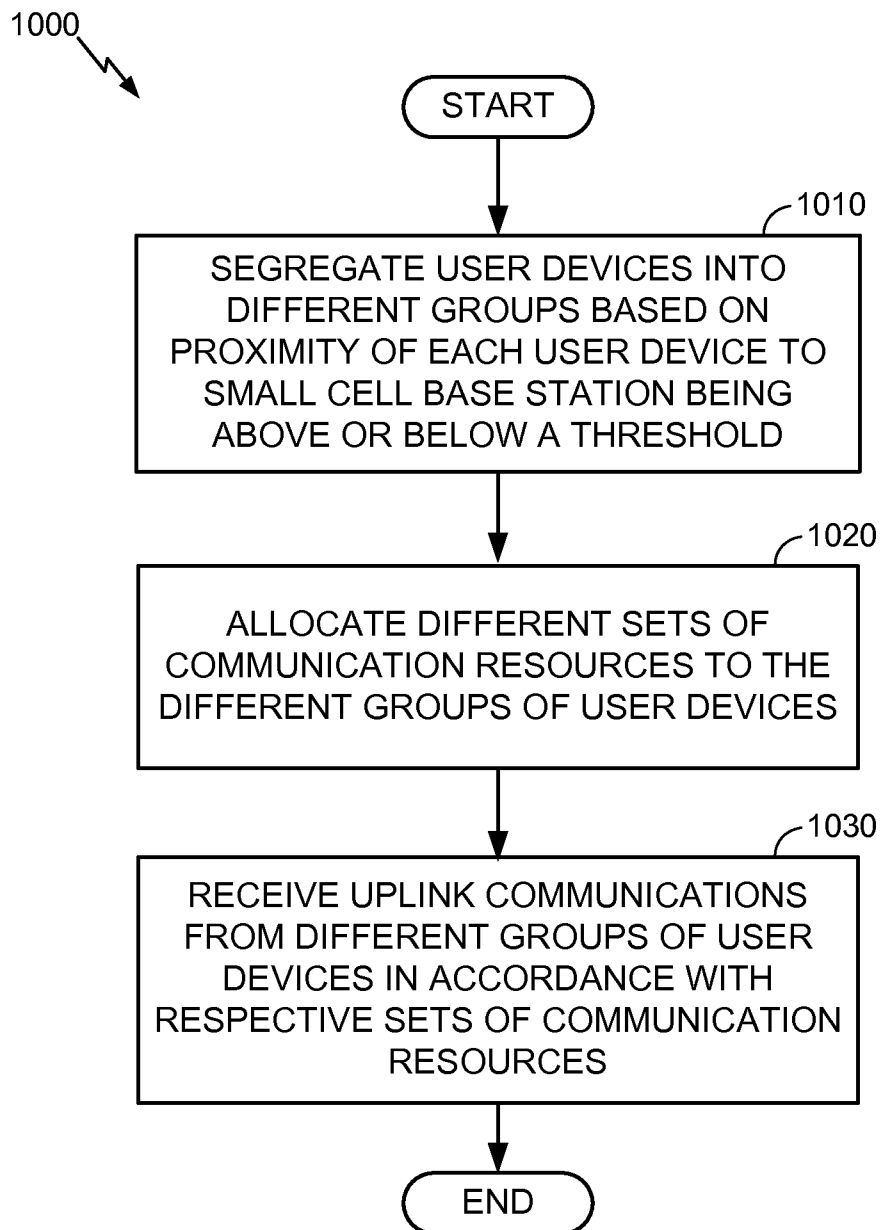 1000
START
1010
SEGREGATE USER DEVICES INTO
DIFFERENT GROUPS BASED ON
PROXIMITY OF EACH USER DEVICE TO
SMALL CELL BASE STATION BEING
ABOVE OR BELOW A THRESHOLD
1020
ALLOCATE DIFFERENT SETS OF
COMMUNICATION RESOURCES TO THE
DIFFERENT GROUPS OF USER DEVICES
1030
RECEIVE UPLINK COMMUNICATIONS
FROM DIFFERENT GROUPS OF USER
DEVICES IN ACCORDANCE WITH
RESPECTIVE SETS OF COMMUNICATION
RESOURCES
END